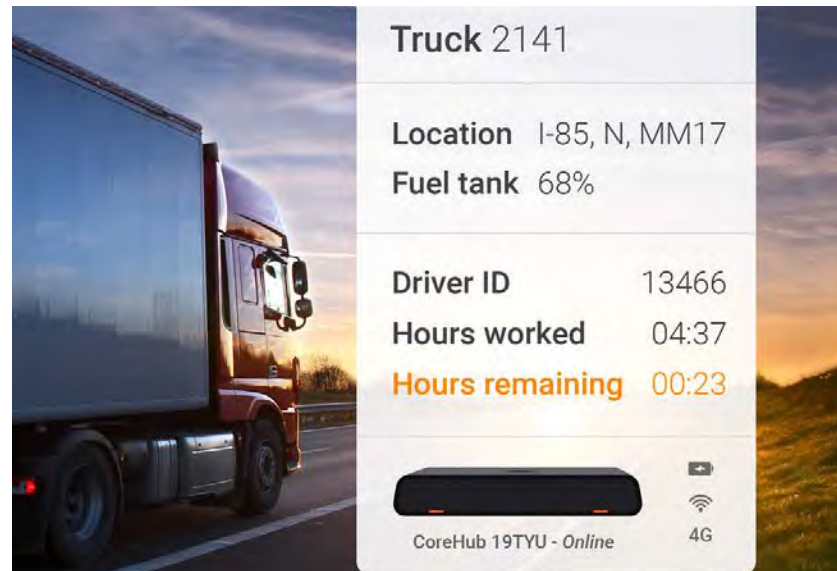 Truck 2141
Location I-85, N, MM17
Fuel tank 68%
Driver ID 13466
Hours worked 04:37
Hours remaining 00:23
CoreHub 19TYU - Online
4G